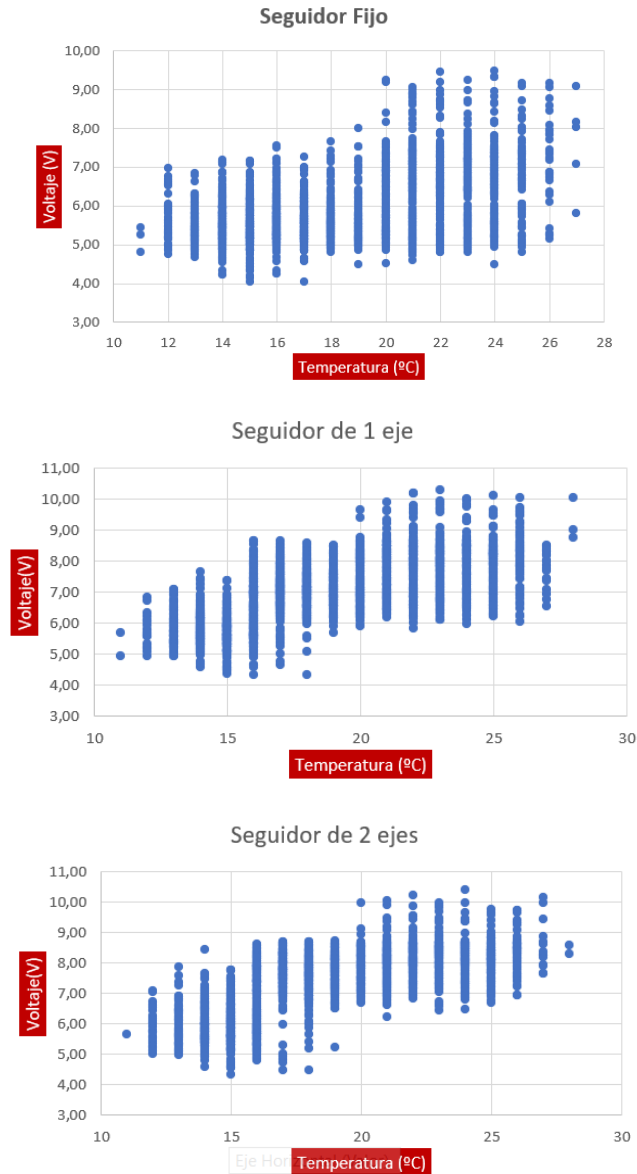 Seguidor Fijo
10,00
9,00
8,00
7,00
6,00
5,00
4,00
3,00
Voltaje (V)
10 12 14 16 18 20 22 24 26 28
Temperatura (ºC)
Seguidor de 1 eje
11,00
10,00
9,00
8,00
7,00
6,00
5,00
4,00
3,00
Voltaje(V)
10 15 20 25 30
Temperatura (ºC)
Seguidor de 2 ejes
11,00
10,00
9,00
8,00
7,00
6,00
5,00
4,00
3,00
Voltaje(V)
10 15 20 25 30
Eje
Temperatura (ºC)